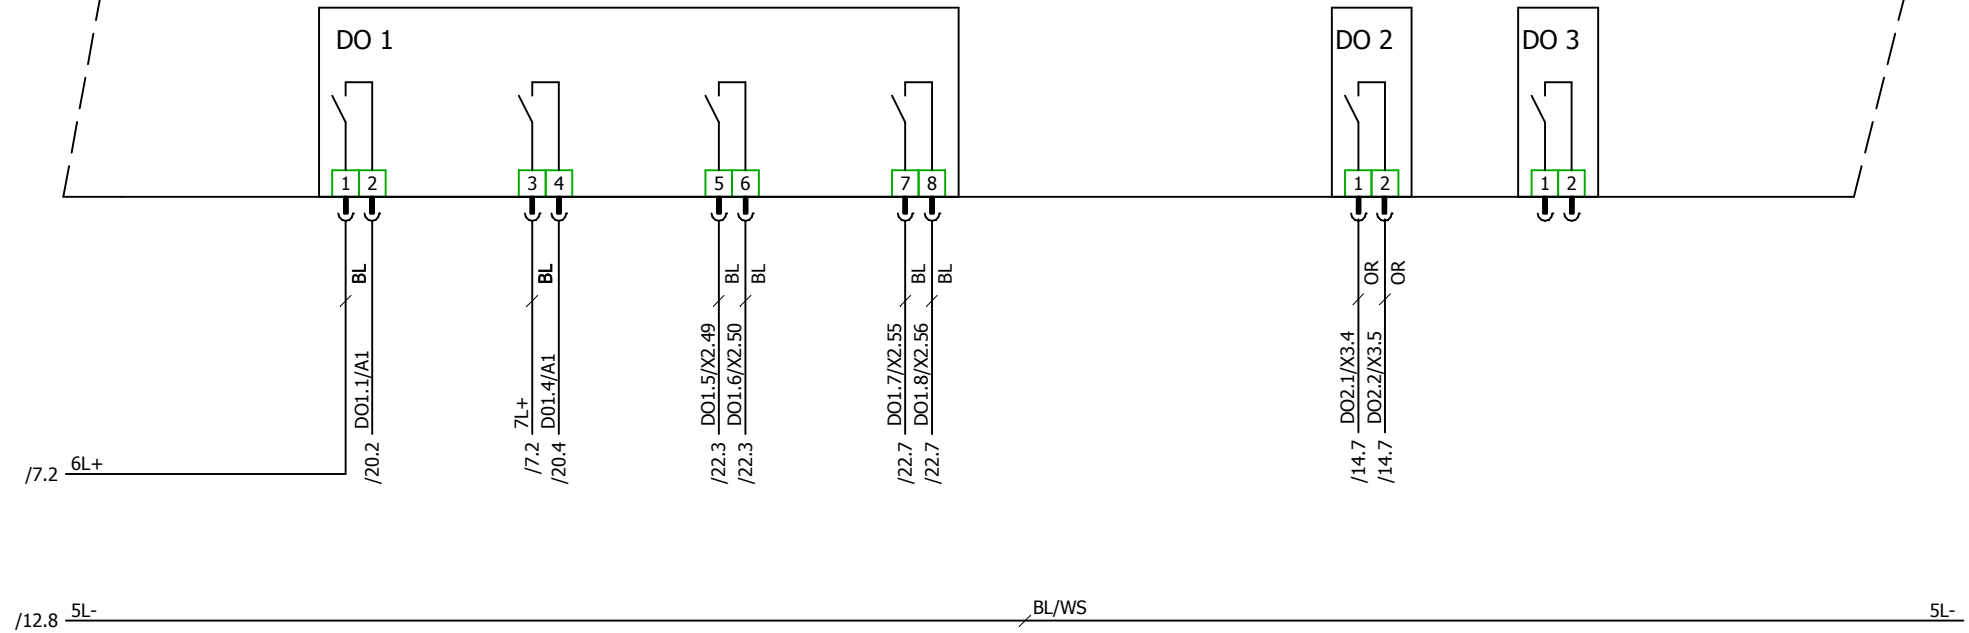 DO 1
DO 2
DO 3
1 2
3 4
5 6
7 8
1 2
1 2
BL
BL
BL
BL
BL
BL
OR
OR
DO1.1/A1
/20.2
7L+
/7.2
D01.4/A1
/20.4
DO1.5/X2.49
/22.3
DO1.6/X2.50
/22.3
DO1.7/X2.55
/22.7
DO1.8/X2.56
/22.7
DO2.1/X3.4
/14.7
DO2.2/X3.5
/14.7
/7.2 6L+
/12.8 5L-
BL/WS
5L-